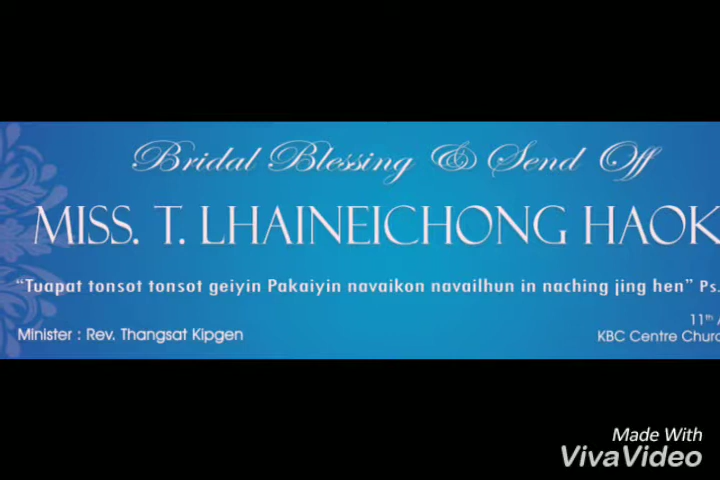 Bridal Blessing & Send Off
MISS. T. LHAINEICHONG HAOK
“Tuapat tonsot tonsot geiyin Pakaiyin navaikon navailhun in naching jing hen” Ps.
11th A
Minister : Rev. Thangsat Kipgen
KBC Centre Churc
Made With
VivaVideo